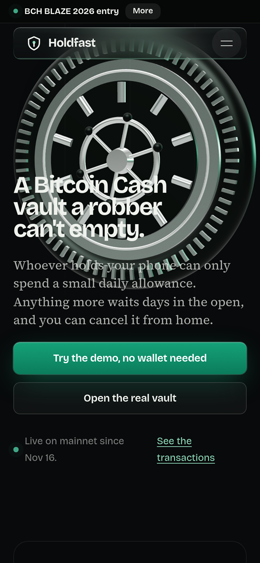 BCH BLAZE 2026 entry More
Holdfast
A Bitcoin Cash
vault a robber
can't empty.
Whoever holds your phone can only
spend a small daily allowance.
Anything more waits days in the open,
and you can cancel it from home.
Try the demo, no wallet needed
Open the real vault
Live on mainnet since
Nov 16.
See the
transactions